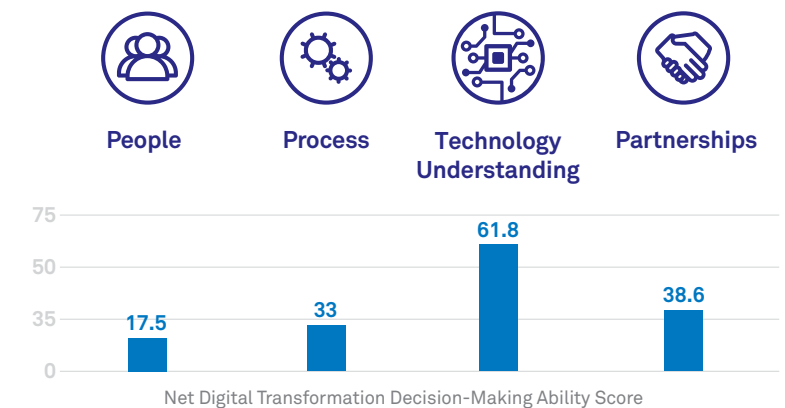 People
Process
Technology
Understanding
Partnerships
75
50
35
0
17.5
33
61.8
38.6
Net Digital Transformation Decision-Making Ability Score